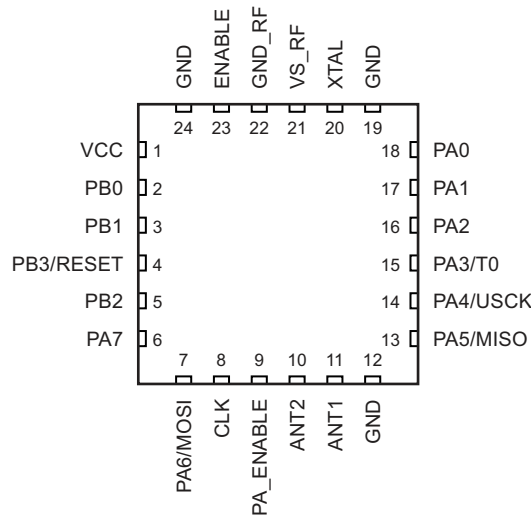 GND
ENABLE
GND_RF
VS_RF
XTAL
GND
24 23 22 21 20 19
VCC 1 18 PA0
PB0 2 17 PA1
PB1 3 16 PA2
PB3/RESET 4 15 PA3/T0
PB2 5 14 PA4/USCK
PA7 6 13 PA5/MISO
7 8 9 10 11 12
PA6/MOSI
CLK
PA_ENABLE
ANT2
ANT1
GND